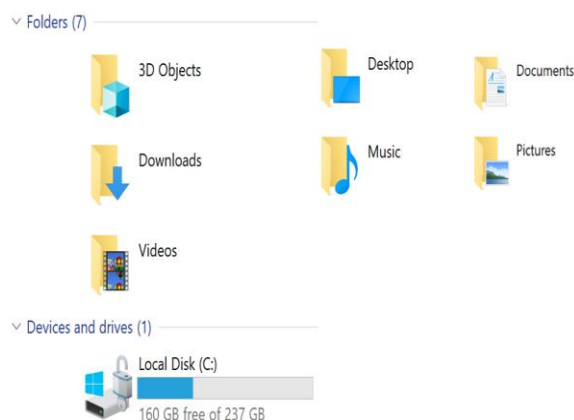 Folders (7)
3D Objects
Desktop
Documents
Downloads
Music
Pictures
Videos
Devices and drives (1)
Local Disk (C:)
160 GB free of 237 GB